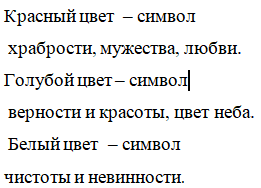 Красный цвет – символ
храбрости, мужества, любви.
Голубой цвет – символ
верности и красоты, цвет неба.
Белый цвет – символ
чистоты и невинности.